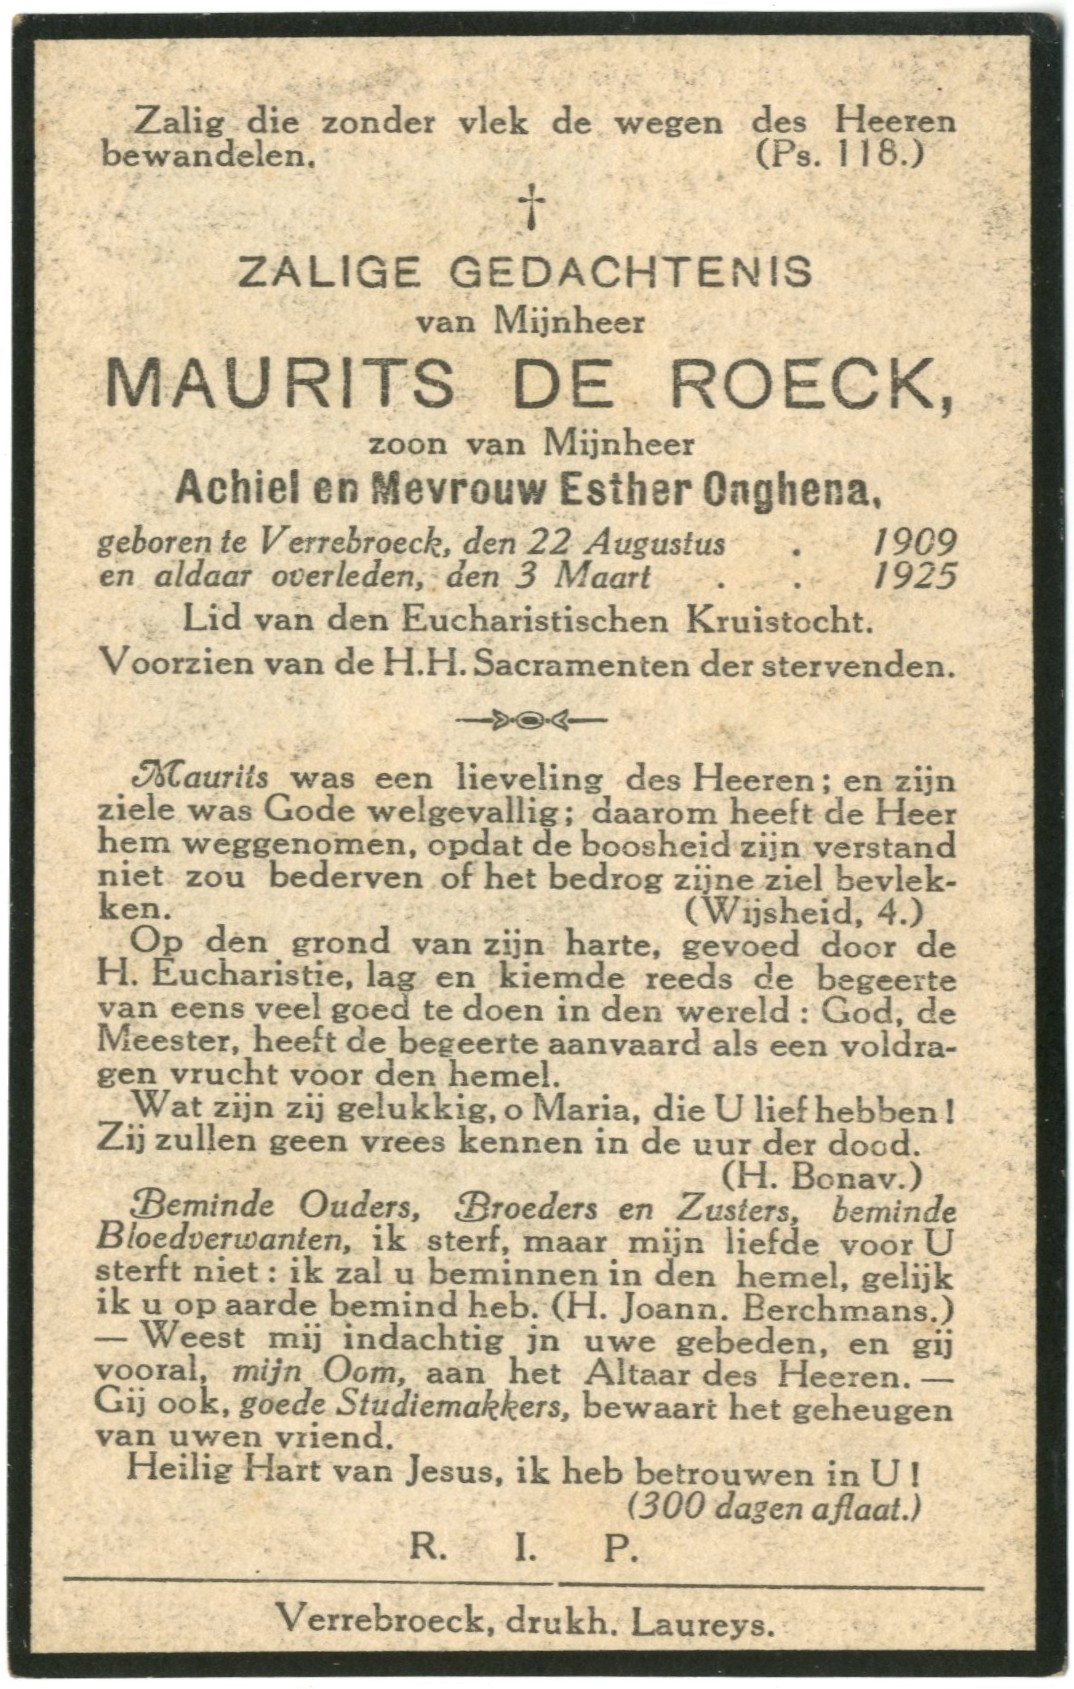 Zalig die zonder vlek de wegen des Heeren
bewandelen. (Ps. 118.)
†
ZALIGE GEDACHTENIS
van Mijnheer
MAURITS DE ROECK,
zoon van Mijnheer
Achiel en Mevrouw Esther Onghena,
geboren te Verrebroeck, den 22 Augustus . 1909
en aldaar overleden, den 3 Maart . . 1925
Lid van den Eucharistischen Kruistocht.
Voorzien van de H.H. Sacramenten der stervenden.
Maurits was een lieveling des Heeren; en zijn
ziele was Gode welgevallig; daarom heeft de Heer
hem weggenomen, opdat de boosheid zijn verstand
niet zou bederven of het bedrog zijne ziel bevlek-
ken. (Wijsheid, 4.)
Op den grond van zijn harte, gevoed door de
H. Eucharistie, lag en kiemde reeds de begeerte
van eens veel goed te doen in den wereld : God, de
Meester, heeft de begeerte aanvaard als een voldra-
gen vrucht voor den hemel.
Wat zijn zij gelukkig, o Maria, die U lief hebben!
Zij zullen geen vrees kennen in de uur der dood.
(H. Bonav.)
Beminde Ouders, Broeders en Zusters, beminde
Bloedverwanten, ik sterf, maar mijn liefde voor U
sterft niet : ik zal u beminnen in den hemel, gelijk
ik u op aarde bemind heb. (H. Joann. Berchmans.)
— Weest mij indachtig jn uwe gebeden, en gij
vooral, mijn Oom, aan het Altaar des Heeren. —
Gij ook, goede Studiemakkers, bewaart het geheugen
van uwen vriend.
Heilig Hart van Jesus, ik heb betrouwen in U!
(300 dagen aflaat.)
R. I. P.
Verrebroeck, drukh. Laureys.